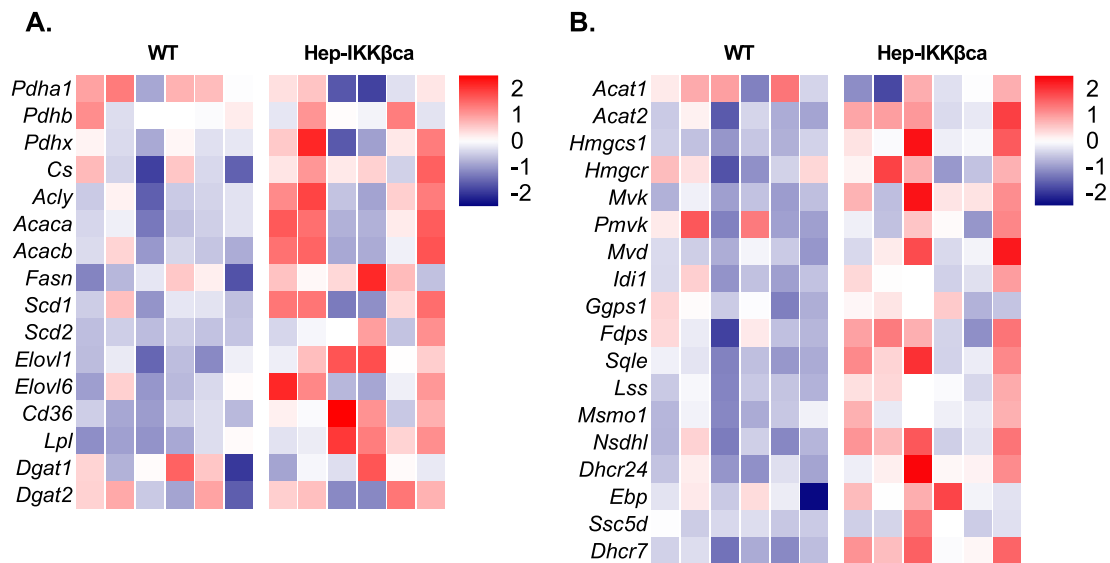 A.
WT Hep-IKKβca
Pdha1
Pdhb
Pdhx
Cs
Acly
Acaca
Acacb
Fasn
Scd1
Scd2
Elovl1
Elovl6
Cd36
Lpl
Dgat1
Dgat2
2
1
0
-1
-2
B.
WT Hep-IKKβca
Acat1
Acat2
Hmgcs1
Hmgcr
Mvk
Pmvk
Mvd
Idi1
Ggps1
Fdps
Sqle
Lss
Msmo1
Nsdhl
Dhcr24
Ebp
Ssc5d
Dhcr7
2
1
0
-1
-2